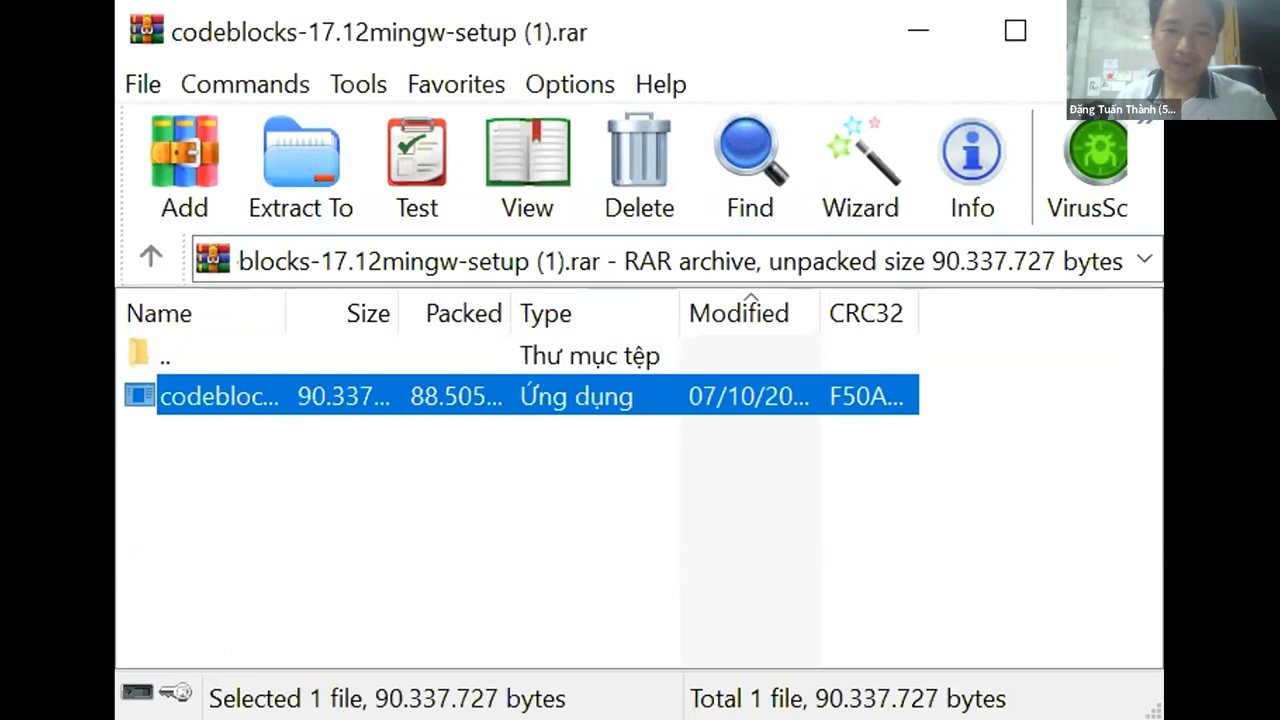 codeblocks-17.12mingw-setup (1).rar
Đặng Tuấn Thành (5...
File Commands Tools Favorites Options Help
Add Extract To Test View Delete Find Wizard Info VirusSc
blocks-17.12mingw-setup (1).rar - RAR archive, unpacked size 90.337.727 bytes
Name Size Packed Type Modified CRC32
.. Thư mục tệp
codebloc... 90.337... 88.505... Ứng dụng 07/10/20... F50A...
Selected 1 file, 90.337.727 bytes Total 1 file, 90.337.727 bytes